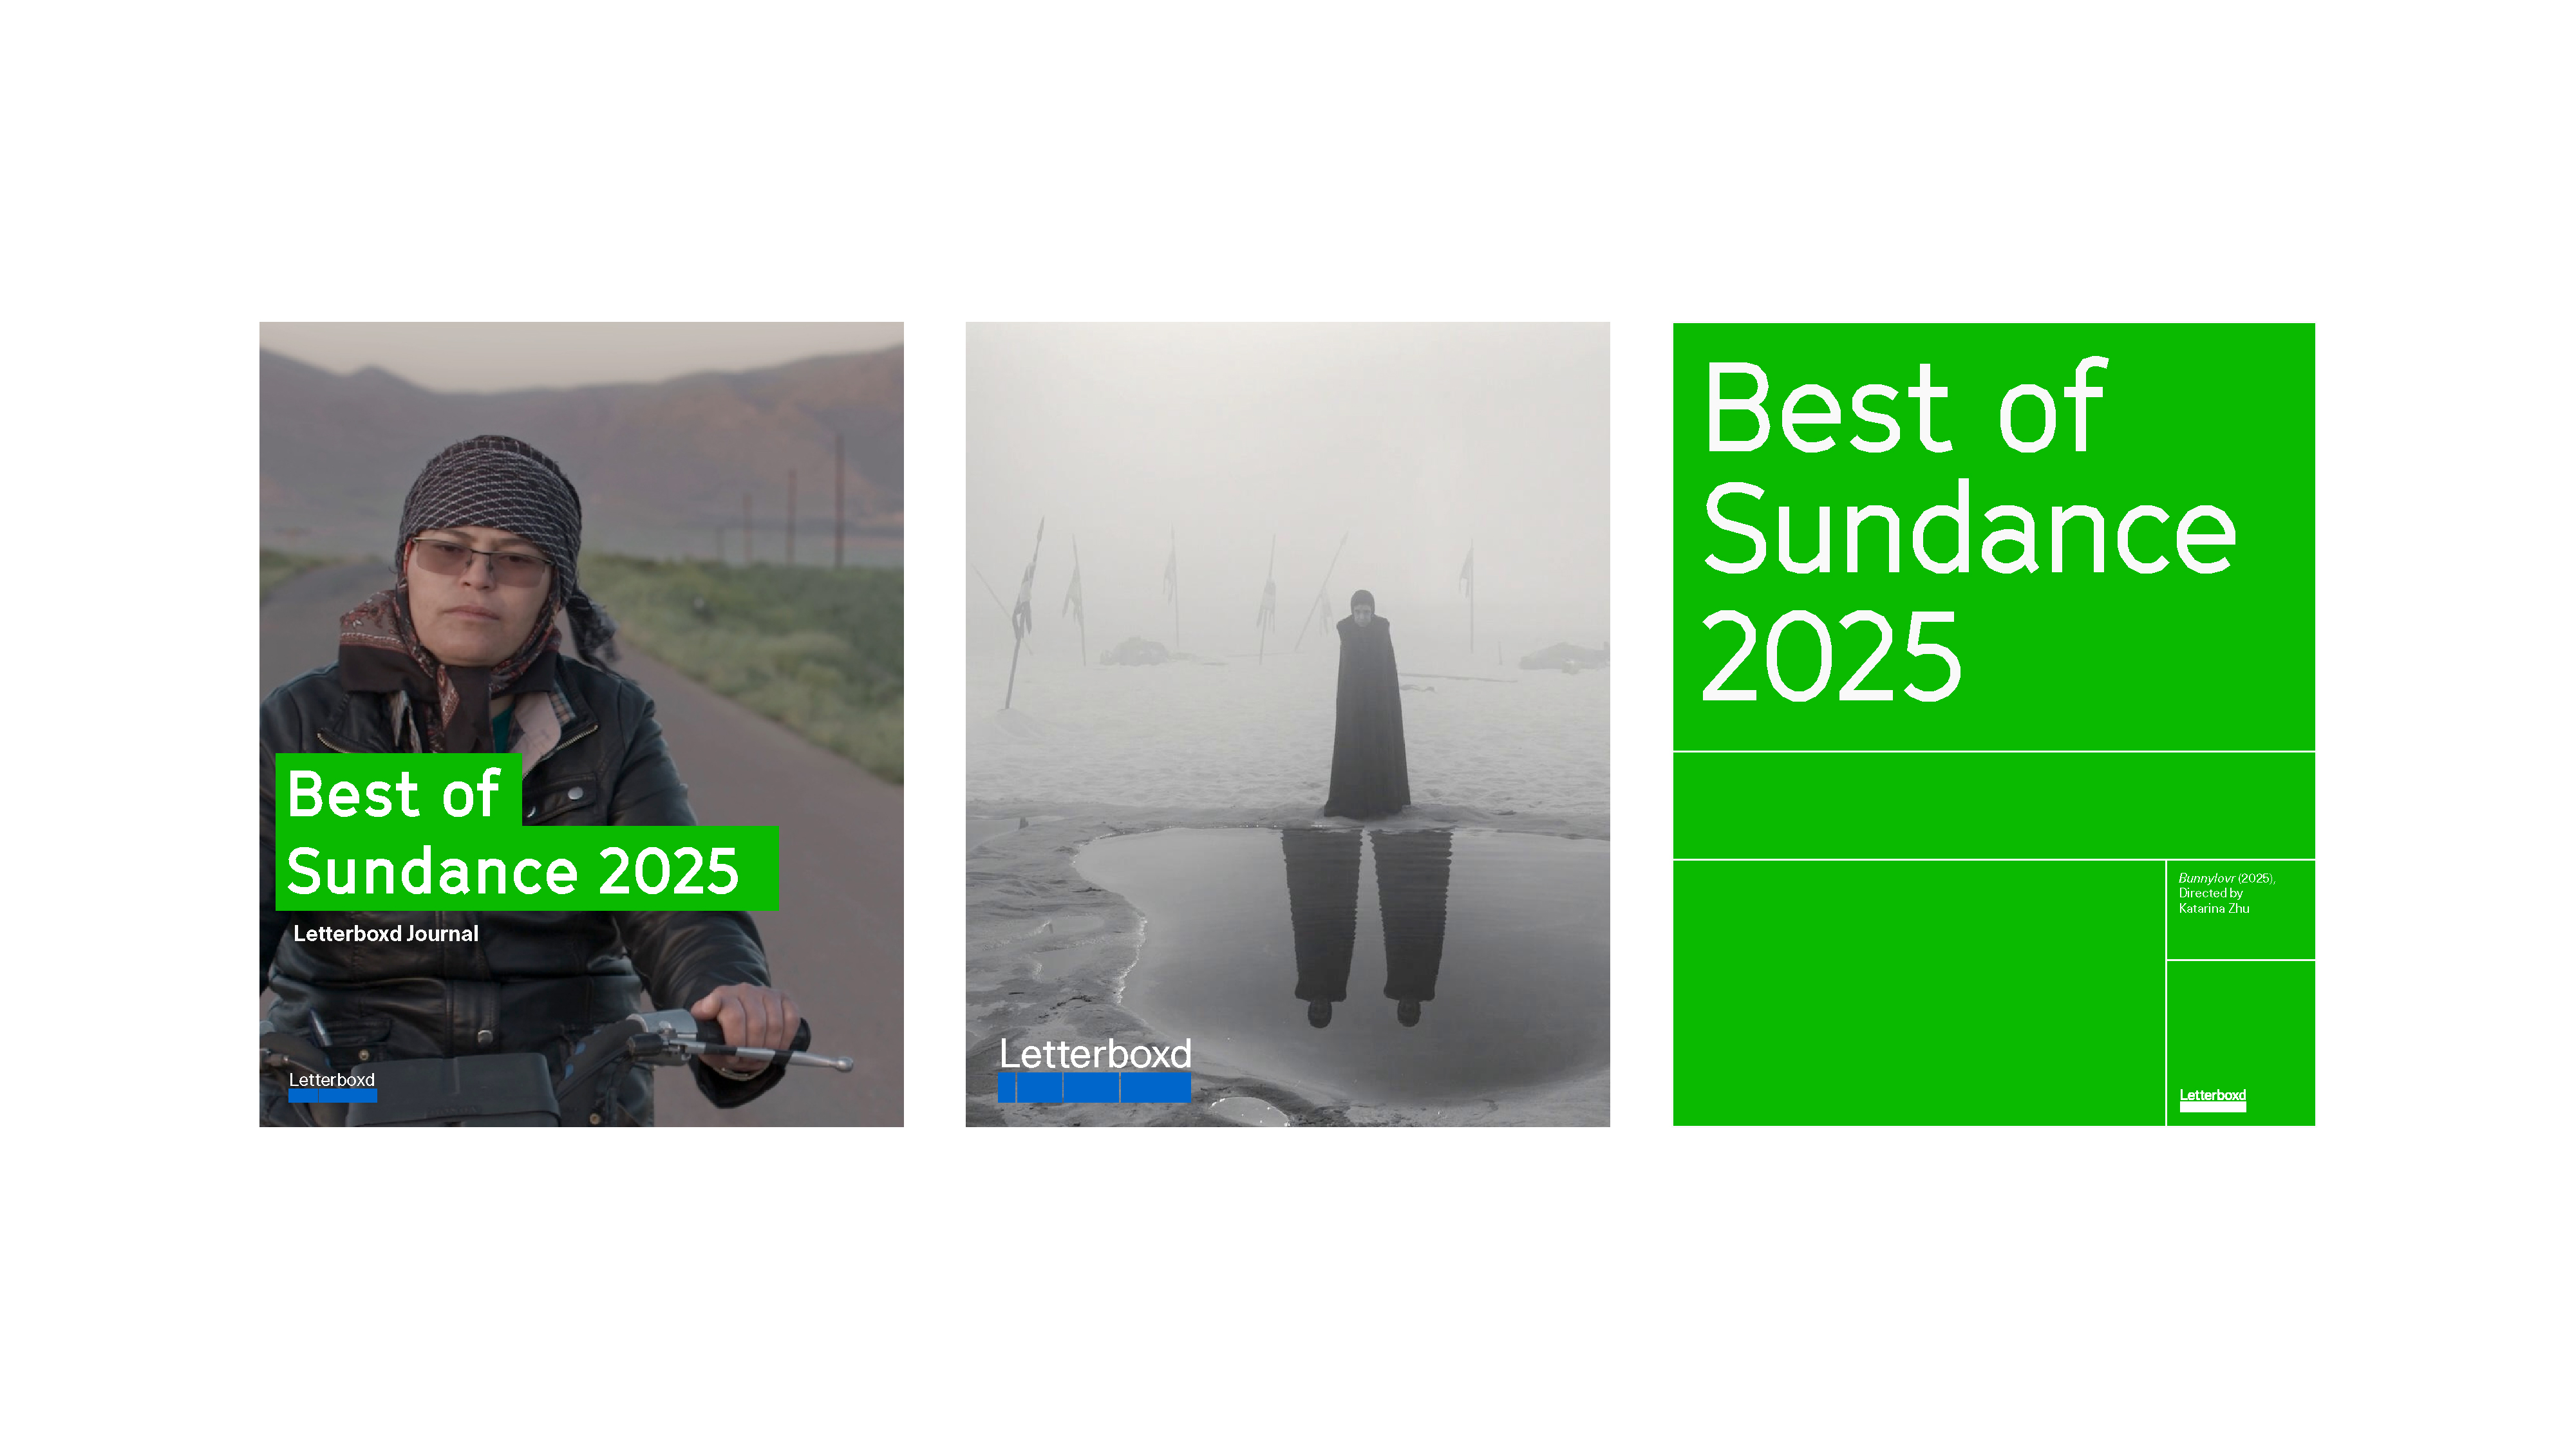 Best of
Sundance 2025
Letterboxd Journal
Letterboxd
Letterboxd
Best of
Sundance
2025
Bunnylovr (2025),
Directed by
Katarina Zhu
Letterboxd